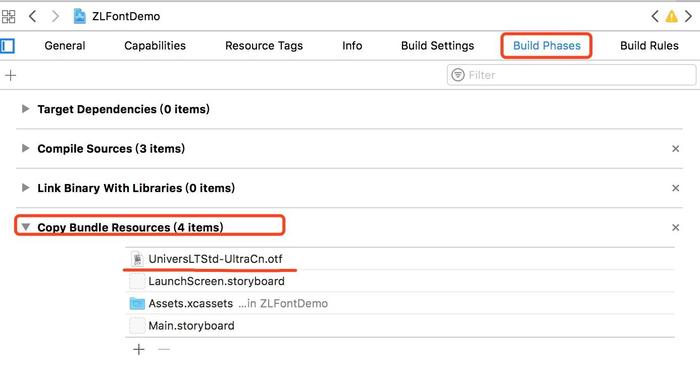 ZLFontDemo
General Capabilities Resource Tags Info Build Settings Build Phases Build Rules
Filter
Target Dependencies (0 items)
Compile Sources (3 items)
Link Binary With Libraries (0 items)
Copy Bundle Resources (4 items)
UniversLTStd-UltraCn.otf
LaunchScreen.storyboard
Assets.xcassets ...in ZLFontDemo
Main.storyboard